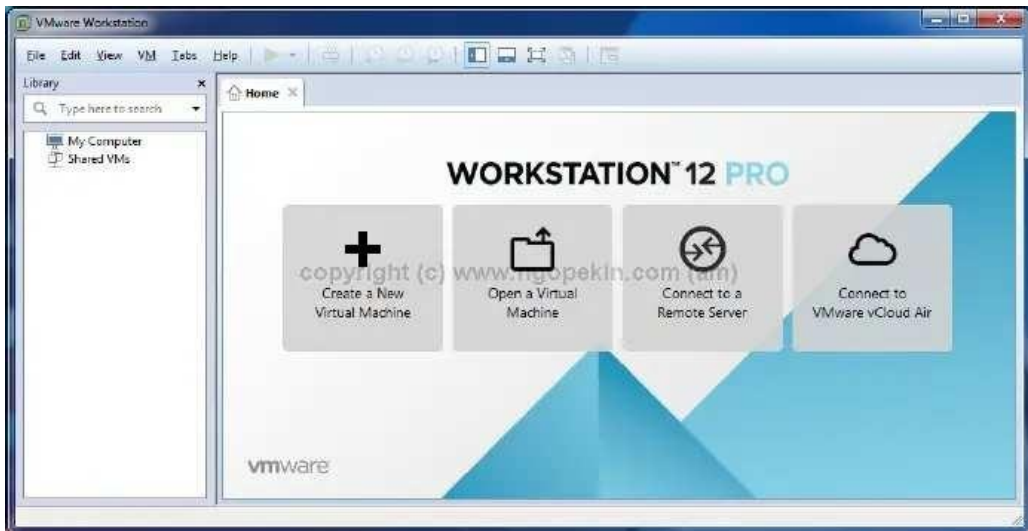 VMware Workstation
File Edit View VM Tabs Help
Library
Type here to search
My Computer
Shared VMs
Home
WORKSTATION™ 12 PRO
copyright (c) www.ngopekin.com (am)
Create a New
Virtual Machine
Open a Virtual
Machine
Connect to a
Remote Server
Connect to
VMware vCloud Air
vmware